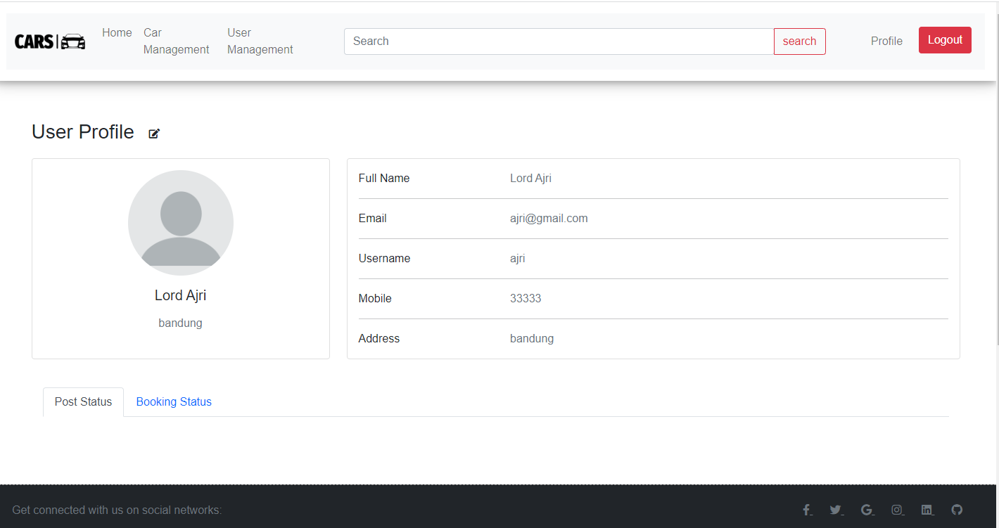 CARS
Home
Car
Management
User
Management
Search
search
Profile
Logout
User Profile
Lord Ajri
bandung
Full Name Lord Ajri
Email ajri@gmail.com
Username ajri
Mobile 33333
Address bandung
Post Status
Booking Status
Get connected with us on social networks: